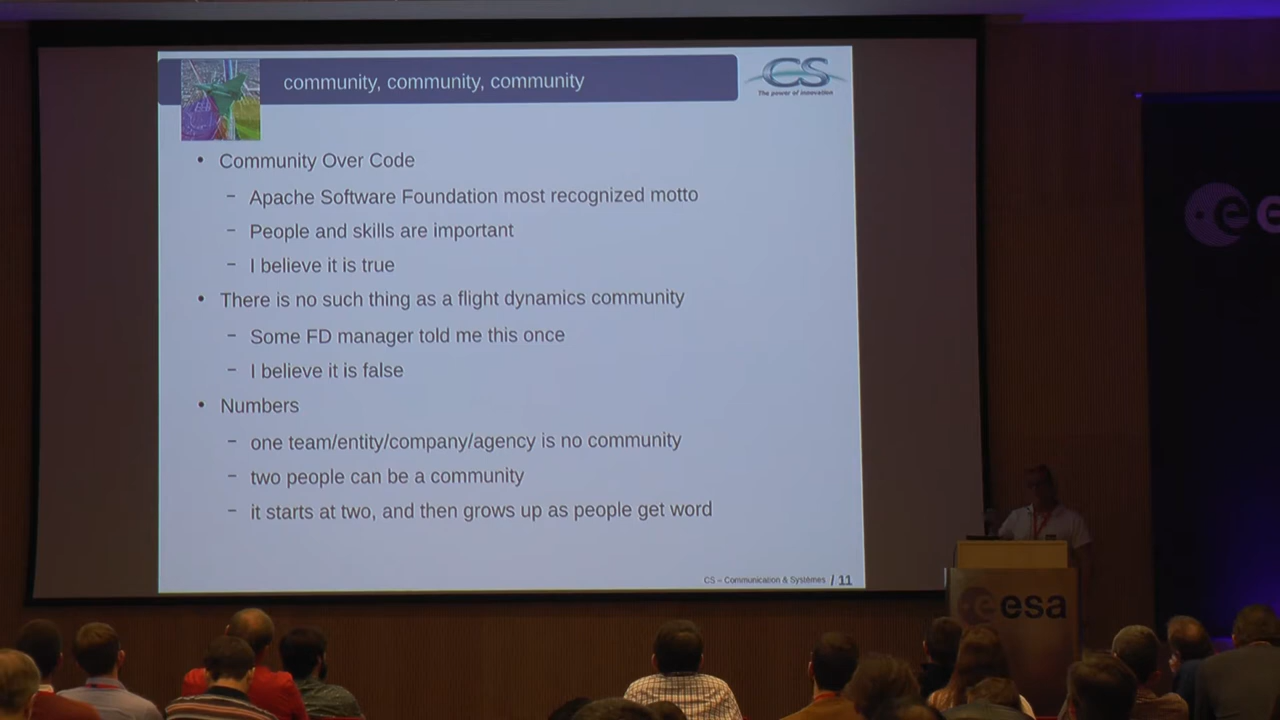 community, community, community
CS
The power of innovation
• Community Over Code
– Apache Software Foundation most recognized motto
– People and skills are important
– I believe it is true
• There is no such thing as a flight dynamics community
– Some FD manager told me this once
– I believe it is false
• Numbers
– one team/entity/company/agency is no community
– two people can be a community
– it starts at two, and then grows up as people get word
CS – Communication & Systèmes / 11
esa